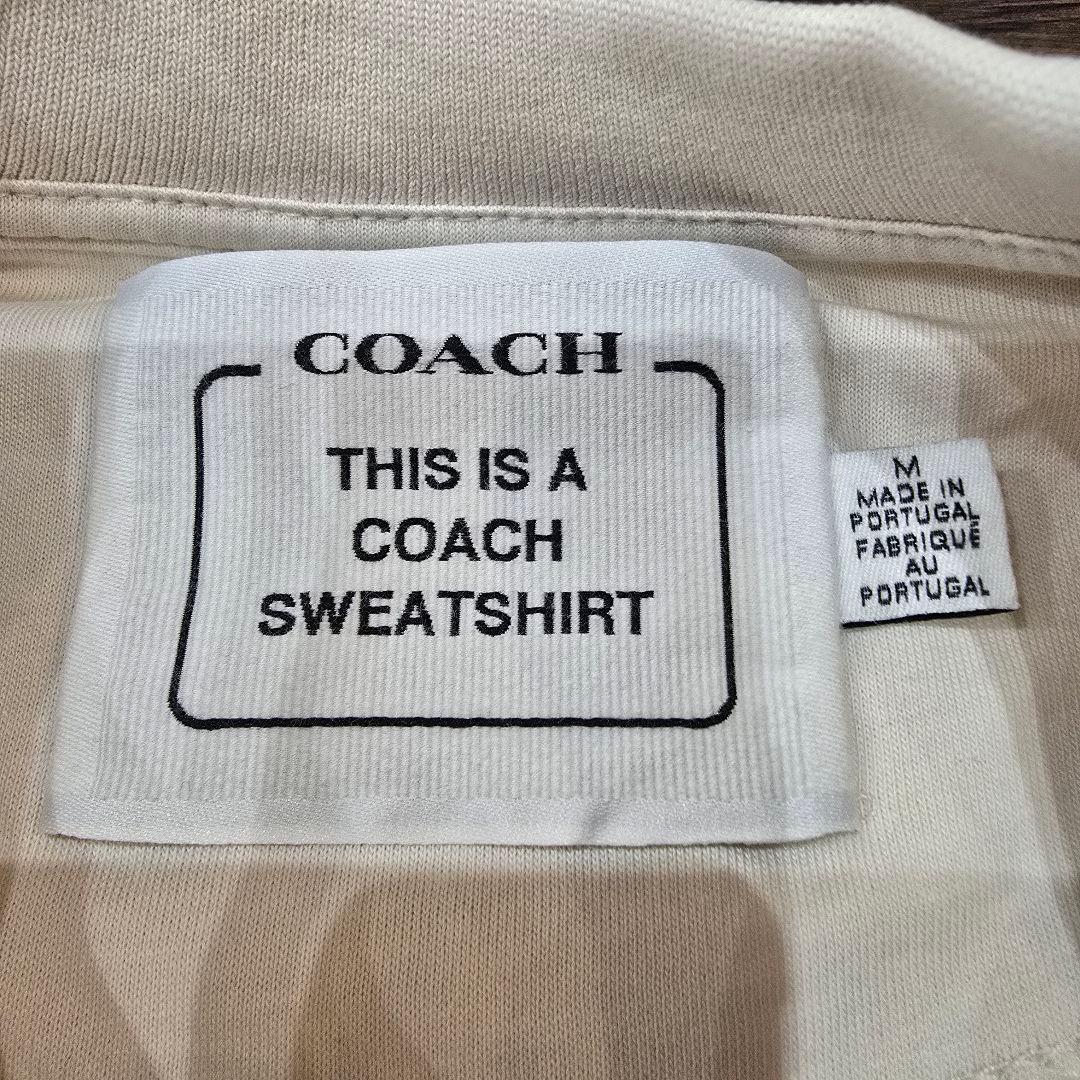 COACH
THIS IS A
COACH
SWEATSHIRT
M
MADE IN
PORTUGAL
FABRIQUÉ
AU
PORTUGAL